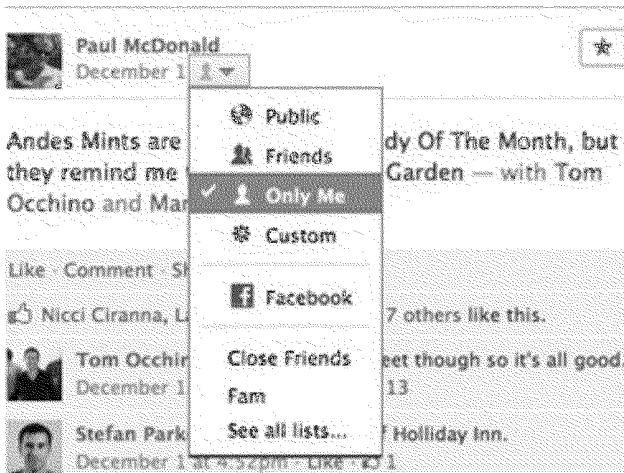 Paul McDonald
December 1
Public
Friends
Only Me
Custom
Facebook
Close Friends
Fam
See all lists...
Andes Mints are dy Of The Month, but
they remind me Garden — with Tom
Occhino and Mar
Like · Comment · Sh
Nicci Ciranna, La 7 others like this.
Tom Occhin eet though so it's all good.
December 1 13
Stefan Park f Holliday Inn.
December 1 at 4:52pm · Like · 1